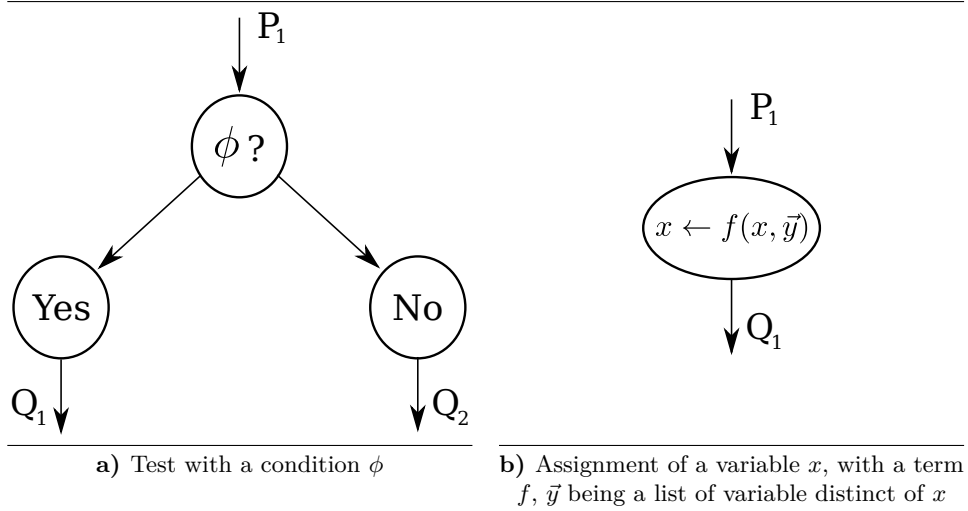 P₁
ϕ ?
Yes
No
Q₁
Q₂
a) Test with a condition ϕ
P₁
x ← f(x, y⃗)
Q₁
b) Assignment of a variable x, with a term
f, y⃗ being a list of variable distinct of x